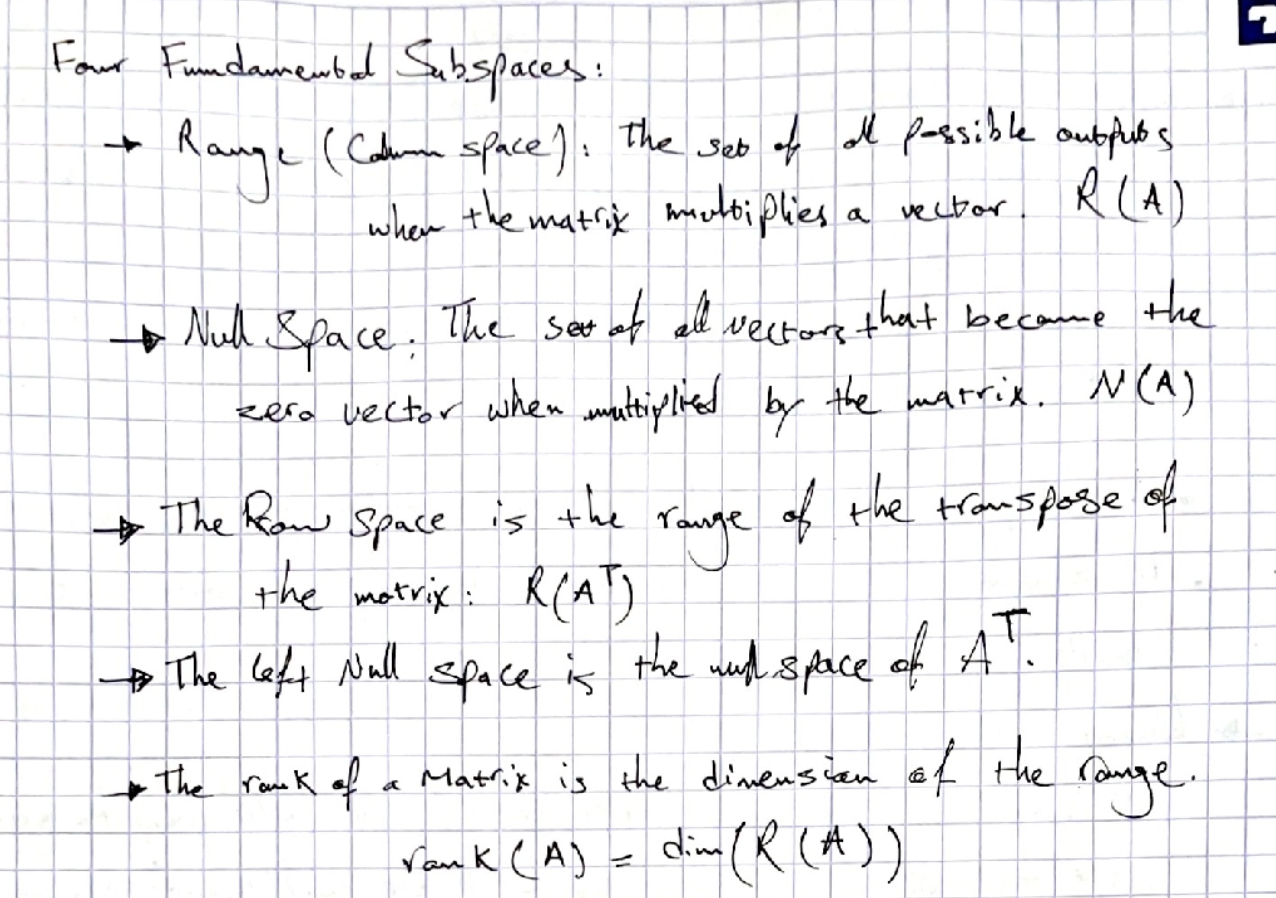 Four Fundamental Subspaces:
→ Range (Column space): The set of all possible outputs
when the matrix multiplies a vector. R(A)
→ Null Space: The set of all vectors that become the
zero vector when multiplied by the matrix. N(A)
→ The Row Space is the range of the transpose of
the matrix: R(Aᵀ)
→ The left Null space is the null space of Aᵀ.
→ The rank of a Matrix is the dimension of the range.
rank(A) = dim(R(A))